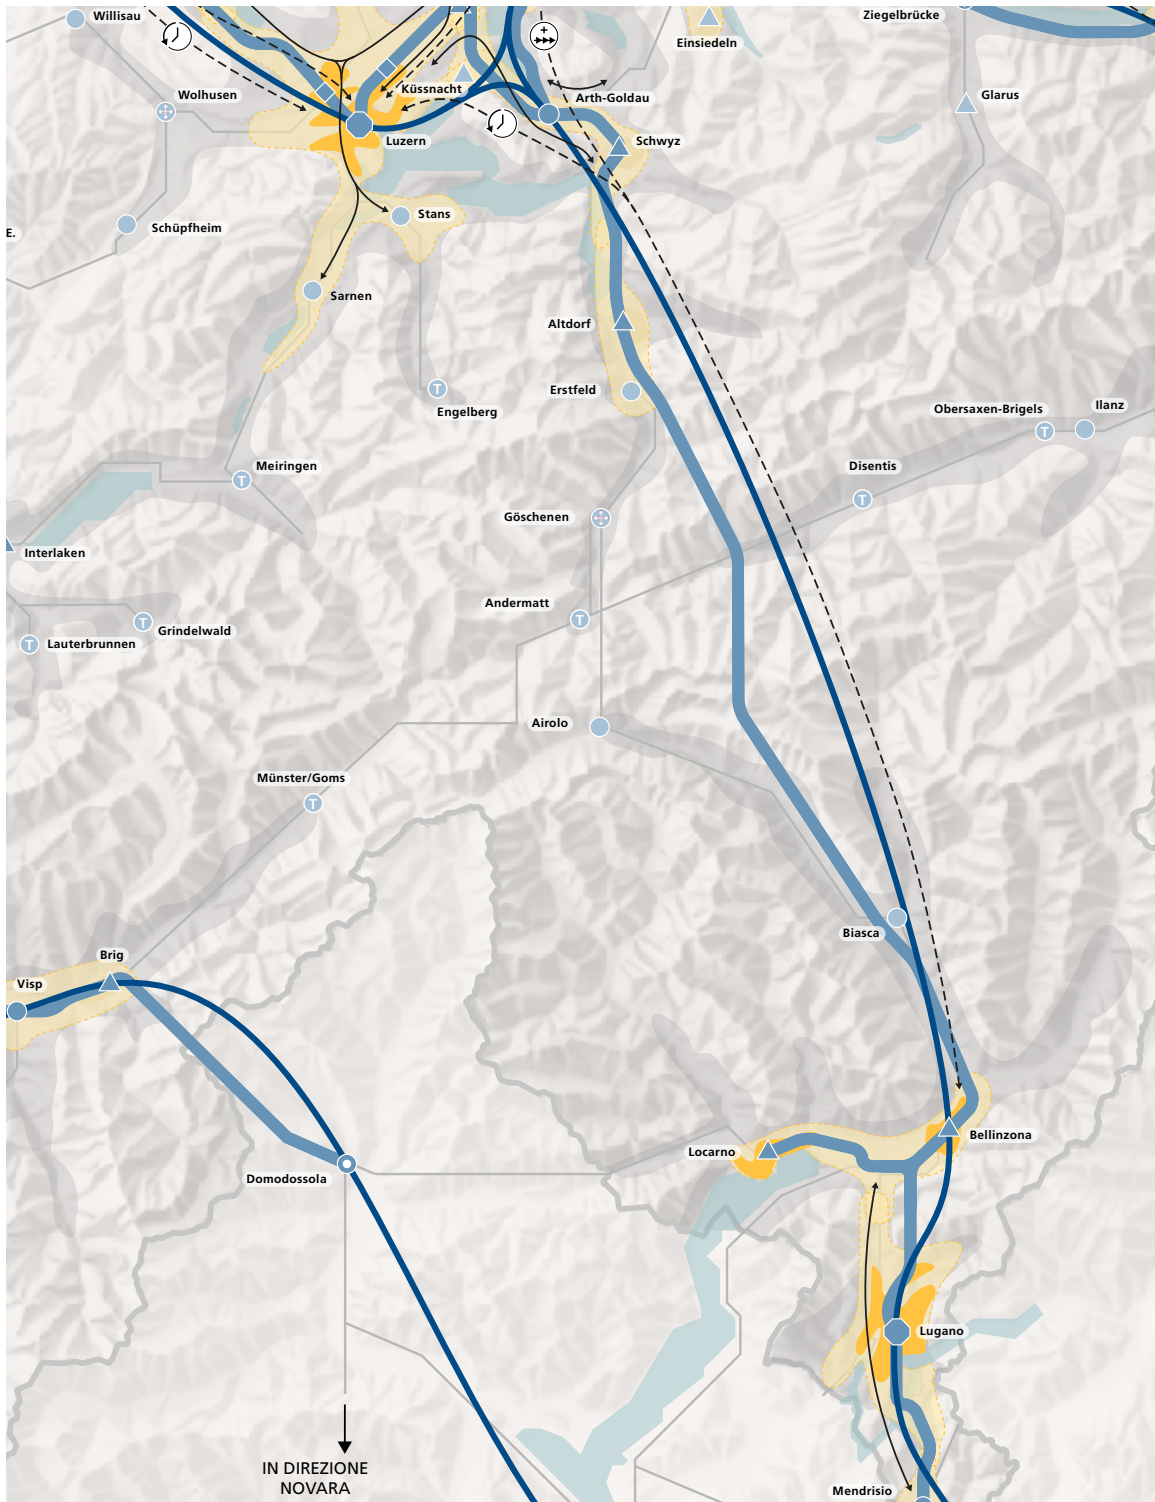 Willisau
Ziegelbrücke
Einsiedeln
Wolhusen
Küssnacht
Arth-Goldau
Glarus
Luzern
Schwyz
Stans
Schüpfheim
E.
Sarnen
Altdorf
Erstfeld
T
Engelberg
Obersaxen-Brigels
Ilanz
T
Meiringen
T
Disentis
T
Göschenen
Interlaken
Andermatt
T
T
Grindelwald
T
Lauterbrunnen
Airolo
Münster/Goms
T
Biasca
Brig
Visp
Bellinzona
Locarno
Domodossola
Lugano
IN DIREZIONE
NOVARA
Mendrisio